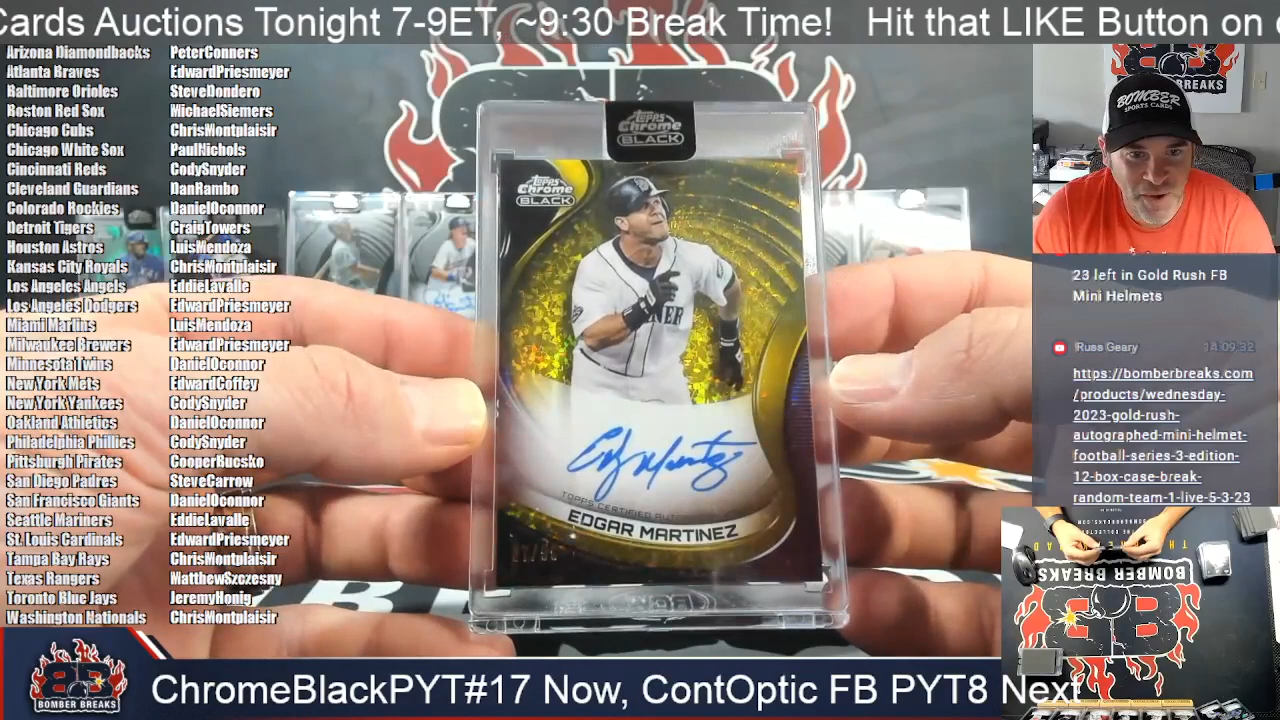 Cards Auctions Tonight 7-9ET, ~9:30 Break Time! Hit that LIKE Button on
Arizona Diamondbacks PeterConners
Atlanta Braves EdwardPriesmeyer
Baltimore Orioles SteveDondero
Boston Red Sox MichaelSiemers
Chicago Cubs ChrisMontplaisir
Chicago White Sox PaulNichols
Cincinnati Reds CodySnyder
Cleveland Guardians DanRambo
Colorado Rockies DanielOconnor
Detroit Tigers CraigTowers
Houston Astros LuisMendoza
Kansas City Royals ChrisMontplaisir
Los Angeles Angels EddieLavalle
Los Angeles Dodgers EdwardPriesmeyer
Miami Marlins LuisMendoza
Milwaukee Brewers EdwardPriesmeyer
Minnesota Twins DanielOconnor
New York Mets EdwardCoffey
New York Yankees CodySnyder
Oakland Athletics DanielOconnor
Philadelphia Phillies CodySnyder
Pittsburgh Pirates CooperBucsko
San Diego Padres SteveCarrow
San Francisco Giants DanielOconnor
Seattle Mariners EddieLavalle
St. Louis Cardinals EdwardPriesmeyer
Tampa Bay Rays ChrisMontplaisir
Texas Rangers MatthewSzczesny
Toronto Blue Jays JeremyHonig
Washington Nationals ChrisMontplaisir
Topps
Chrome
BLACK
Topps
Chrome
BLACK
NER
TOPPS CERTIFIED
EDGAR MARTINEZ
BREAKS
BOMBER
SPORTS CARDS
23 left in Gold Rush FB
Mini Helmets
Russ Geary 14:09:32
https://bomberbreaks.com
/products/wednesday-
2023-gold-rush-
autographed-mini-helmet-
football-series-3-edition-
12-box-case-break-
random-team-1-live-5-3-23
BOMBER BREAKS
BB
BB
BOMBER BREAKS
ChromeBlackPYT#17 Now, ContOptic FB PYT8 Next